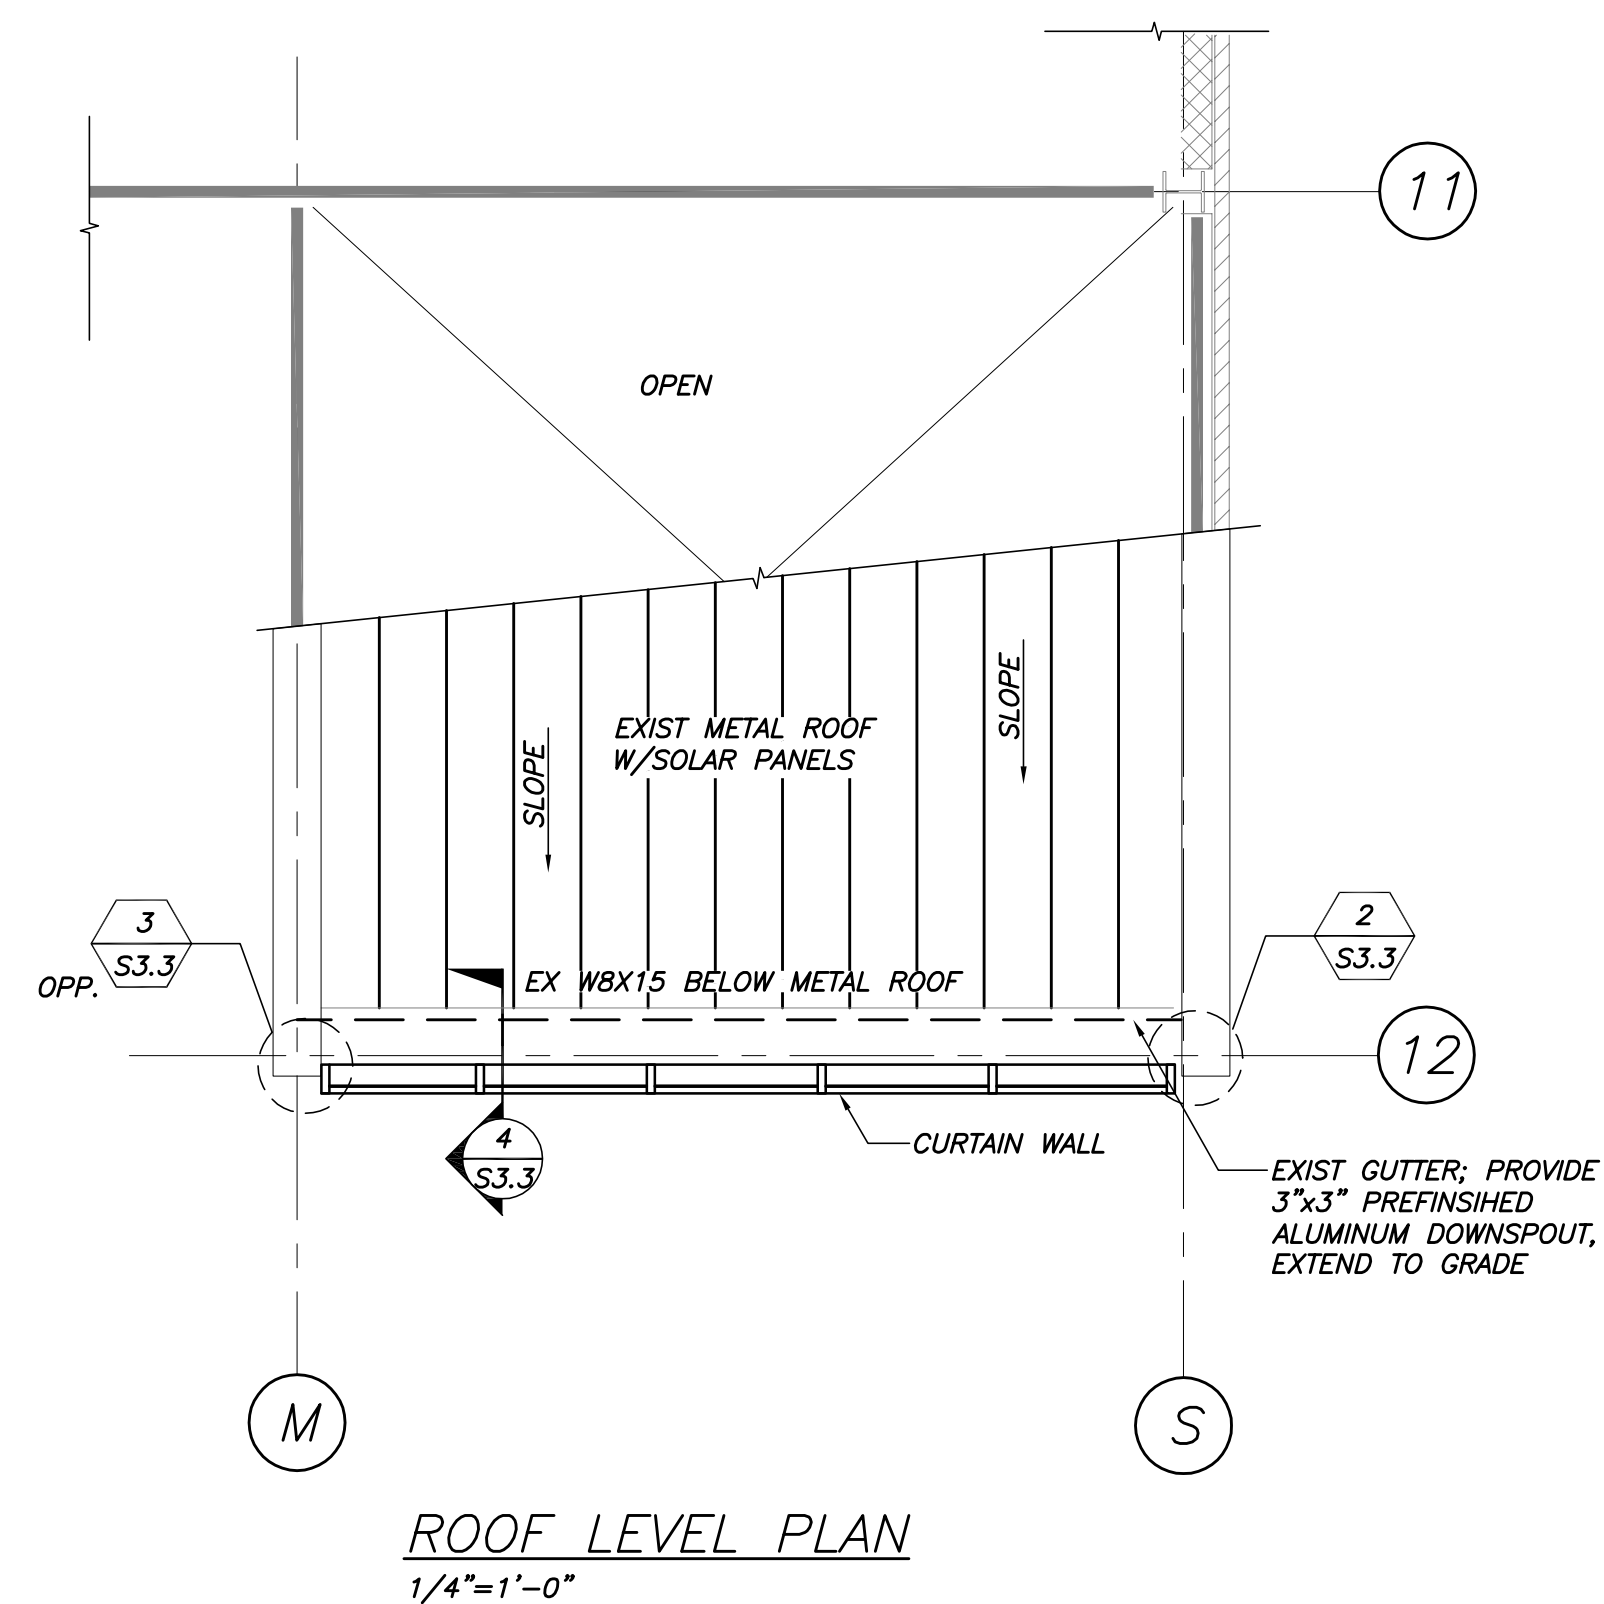 11
OPEN
SLOPE
EXIST METAL ROOF
W/SOLAR PANELS
SLOPE
3
S3.3
OPP.
2
S3.3
EX W8X15 BELOW METAL ROOF
12
4
S3.3
CURTAIN WALL
EXIST GUTTER; PROVIDE
3"x3" PREFINSIHED
ALUMINUM DOWNSPOUT,
EXTEND TO GRADE
M
S
ROOF LEVEL PLAN
1/4"=1'-0"